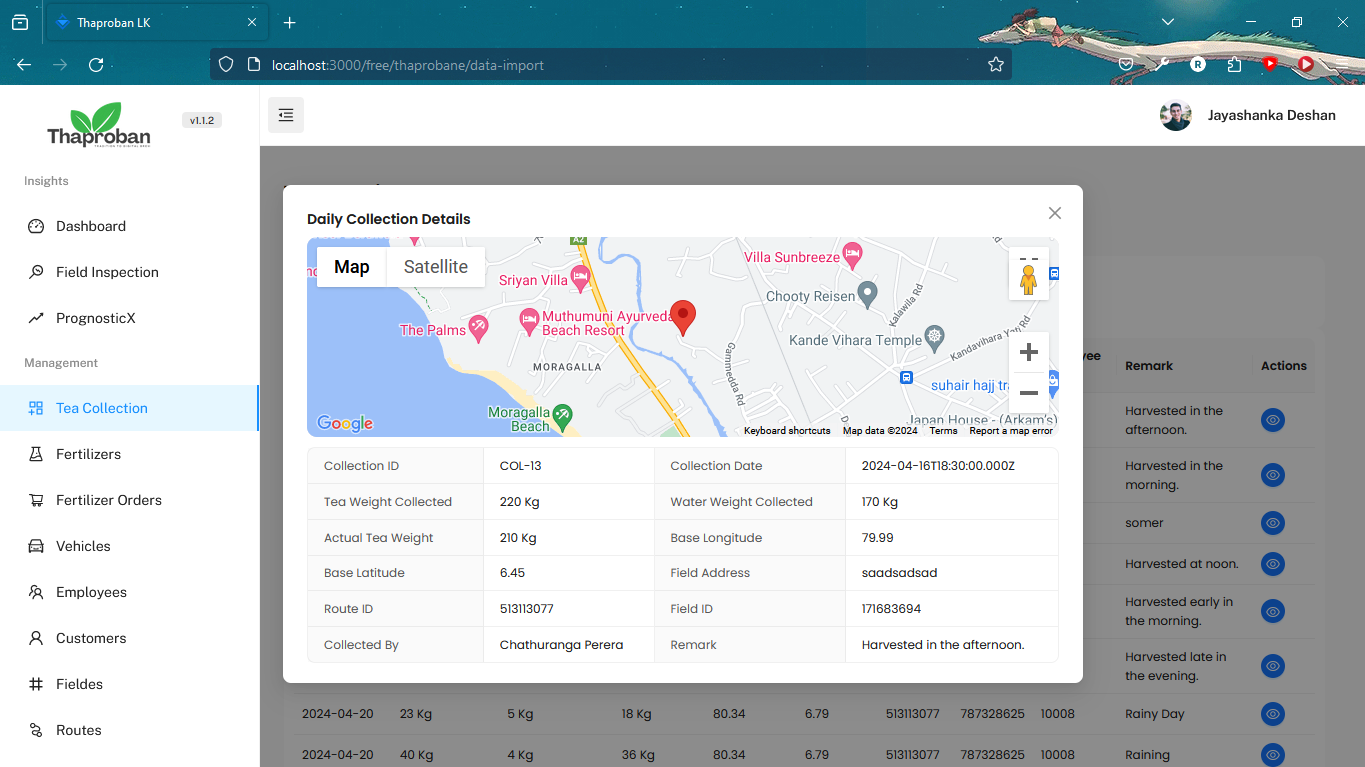 Thaproban LK
localhost:3000/free/thaprobane/data-import
Thaproban
v1.1.2
Jayashanka Deshan
Insights
Dashboard
Field Inspection
PrognosticX
Management
Tea Collection
Fertilizers
Fertilizer Orders
Vehicles
Employees
Customers
Fieldes
Routes
Daily Collection Details
Map Satellite
A2
Villa Sunbreeze
Sriyan Villa
Chooty Reisen
Kalawila Rd
Muthumuni Ayurveda
Beach Resort
The Palms
Kande Vihara Temple
Kandavihara Yan Rd
MORAGALLA
Gammedda Rd
suhair hajj tra
Moragalla
Beach
Japan House - (Arkam's)
Google
Keyboard shortcuts Map data ©2024 Terms Report a map error
Collection ID COL-13 Collection Date 2024-04-16T18:30:00.000Z
Tea Weight Collected 220 Kg Water Weight Collected 170 Kg
Actual Tea Weight 210 Kg Base Longitude 79.99
Base Latitude 6.45 Field Address saadsadsad
Route ID 513113077 Field ID 171683694
Collected By Chathuranga Perera Remark Harvested in the afternoon.
yee Remark Actions
Harvested in the
afternoon.
Harvested in the
morning.
somer
Harvested at noon.
Harvested early in
the morning.
Harvested late in
the evening.
2024-04-20 23 Kg 5 Kg 18 Kg 80.34 6.79 513113077 787328625 10008 Rainy Day
2024-04-20 40 Kg 4 Kg 36 Kg 80.34 6.79 513113077 787328625 10008 Raining